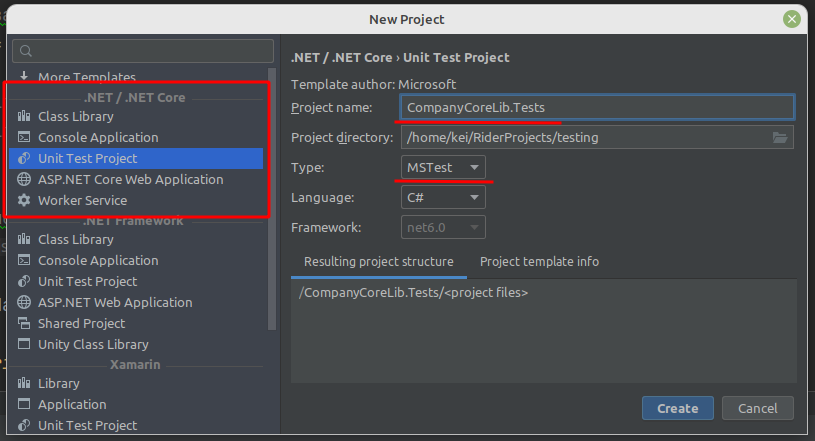 New Project
More Templates
.NET / .NET Core
Class Library
Console Application
Unit Test Project
ASP.NET Core Web Application
Worker Service
.NET Framework
Class Library
Console Application
Unit Test Project
ASP.NET Web Application
Shared Project
Unity Class Library
Xamarin
Library
Application
Unit Test Project
.NET / .NET Core › Unit Test Project
Template author: Microsoft
Project name: CompanyCoreLib.Tests
Project directory: /home/kei/RiderProjects/testing
Type: MSTest
Language: C#
Framework: net6.0
Resulting project structure Project template info
/CompanyCoreLib.Tests/<project files>
Create Cancel